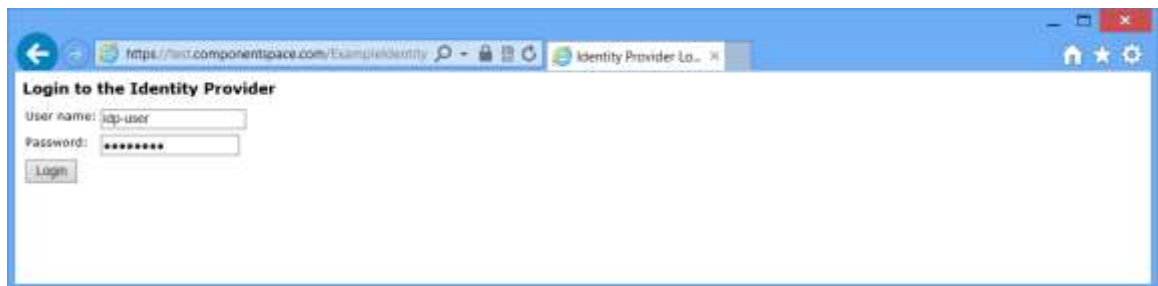 https://test.componentspace.com/ExampleIdentity
Identity Provider Lo...
Login to the Identity Provider
User name: idp-user
Password: ••••••••
Login